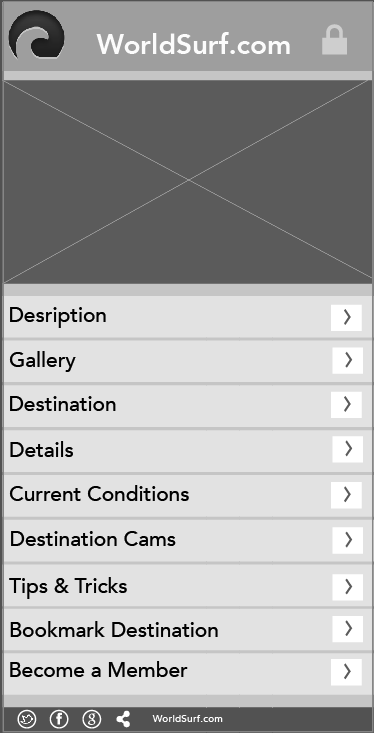 WorldSurf.com
Desription
Gallery
Destination
Details
Current Conditions
Destination Cams
Tips & Tricks
Bookmark Destination
Become a Member
WorldSurf.com